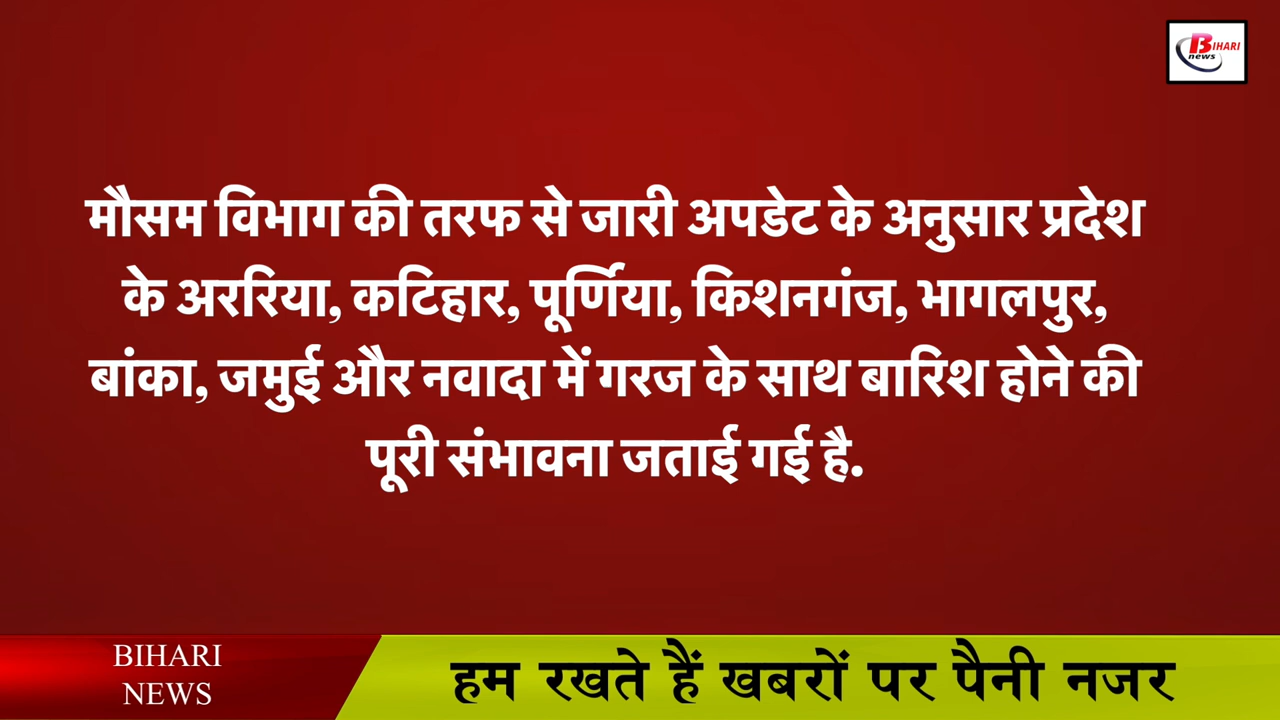 BIHARI
news
मौसम विभाग की तरफ से जारी अपडेट के अनुसार प्रदेश
के अररिया, कटिहार, पूर्णिया, किशनगंज, भागलपुर,
बांका, जमुई और नवादा में गरज के साथ बारिश होने की
पूरी संभावना जताई गई है.
BIHARI
NEWS
हम रखते हैं खबरों पर पैनी नजर